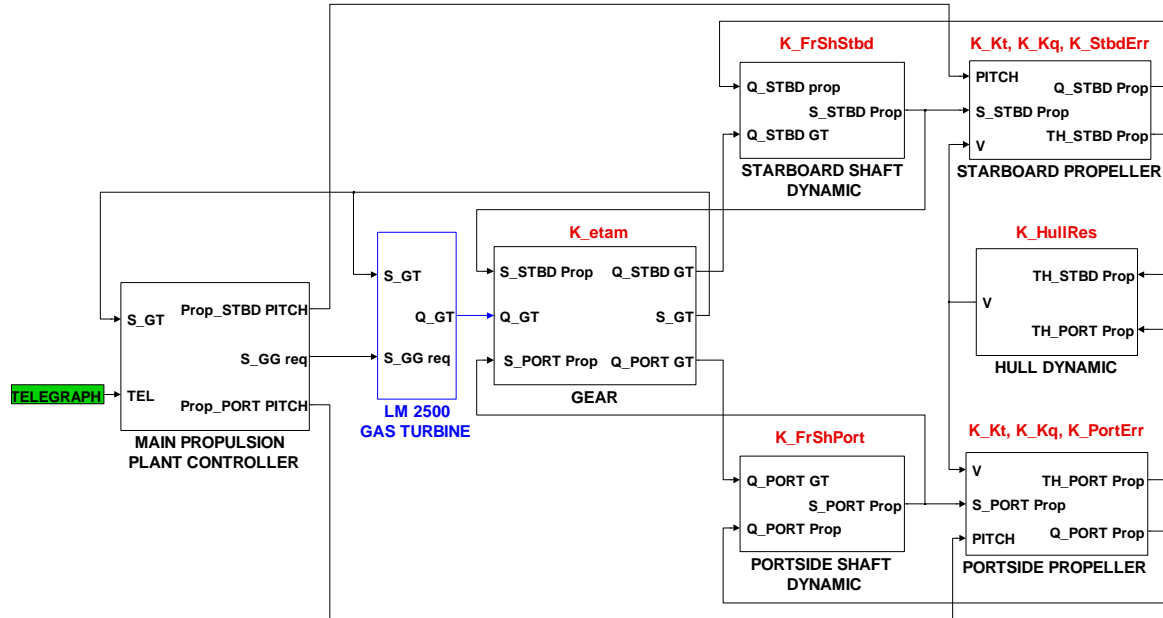 K_FrShStbd
Q_STBD prop
S_STBD Prop
Q_STBD GT
STARBOARD SHAFT
DYNAMIC
K_Kt, K_Kq, K_StbdErr
PITCH
Q_STBD Prop
S_STBD Prop
TH_STBD Prop
V
STARBOARD PROPELLER
K_HullRes
TH_STBD Prop
V
TH_PORT Prop
HULL DYNAMIC
TELEGRAPH
Prop_STBD PITCH
S_GT
S_GG req
TEL
Prop_PORT PITCH
MAIN PROPULSION
PLANT CONTROLLER
S_GT
Q_GT
S_GG req
LM 2500
GAS TURBINE
K_etam
S_STBD Prop
Q_STBD GT
Q_GT
S_GT
S_PORT Prop
Q_PORT GT
GEAR
K_FrShPort
Q_PORT GT
S_PORT Prop
Q_PORT Prop
PORTSIDE SHAFT
DYNAMIC
K_Kt, K_Kq, K_PortErr
V
TH_PORT Prop
S_PORT Prop
Q_PORT Prop
PITCH
PORTSIDE PROPELLER